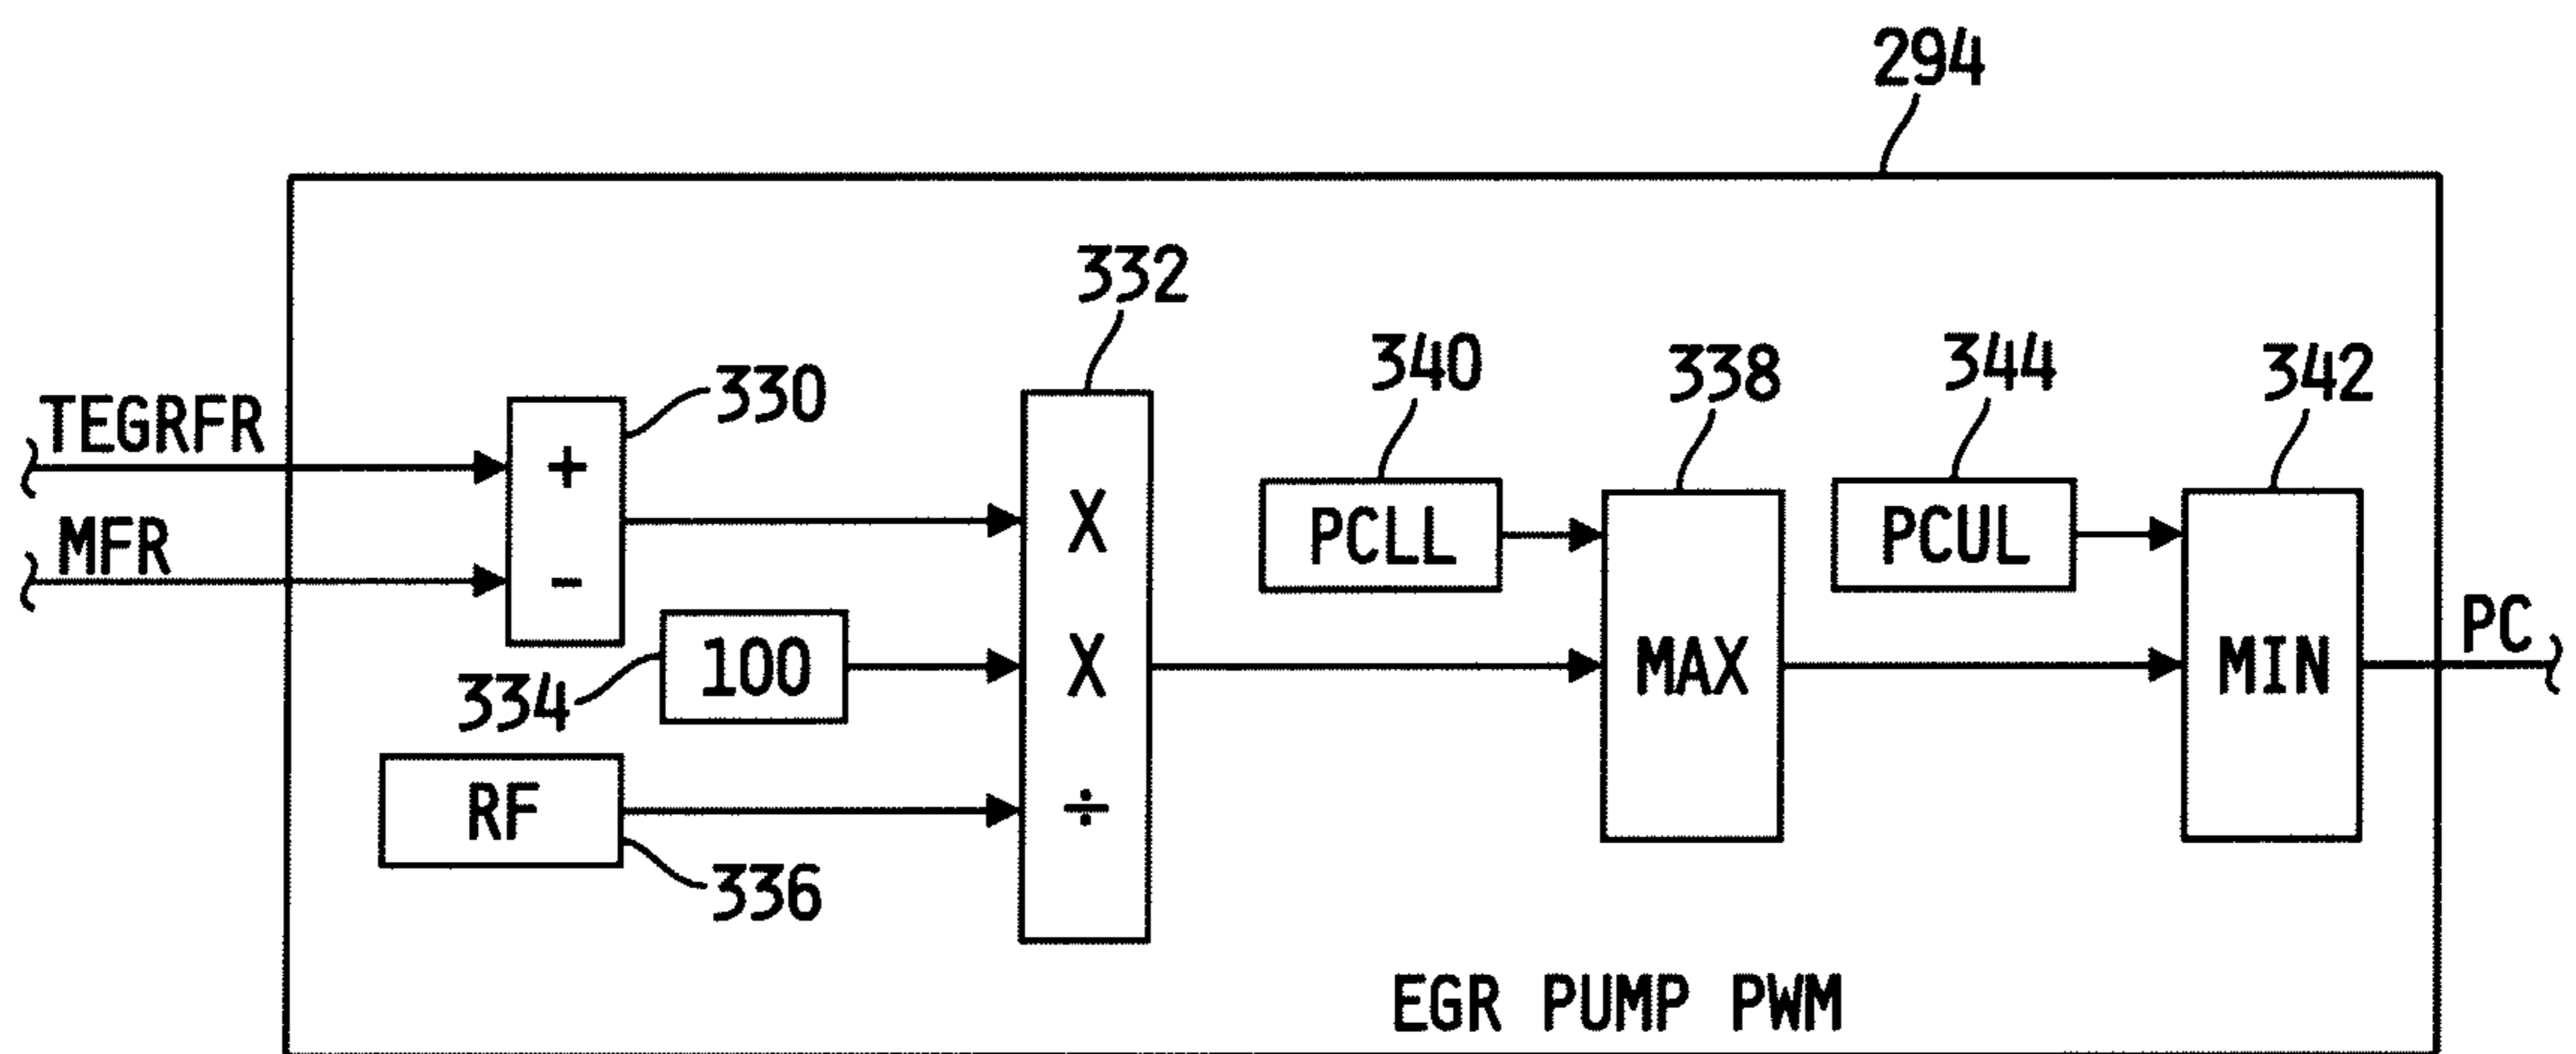 294
332
340
338
344
342
330
TEGRFR
+
MFR
-
X
PCLL
PCUL
334
100
X
MAX
MIN
PC
RF
÷
336
EGR PUMP PWM